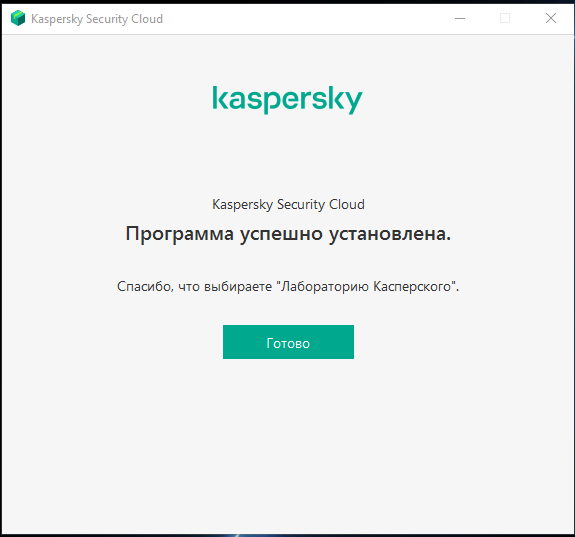 Kaspersky Security Cloud
kaspersky
Kaspersky Security Cloud
Программа успешно установлена.
Спасибо, что выбираете "Лабораторию Касперского".
Готово